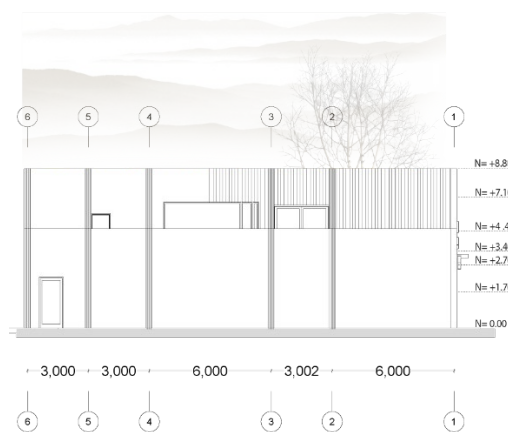 6 5 4 3 2 1
N= +8.8
N= +7.1
N= +4 .4
N= +3.4
N= +2.7
N= +1.7
N= 0.00
3,000 3,000 6,000 3,002 6,000
6 5 4 3 2 1